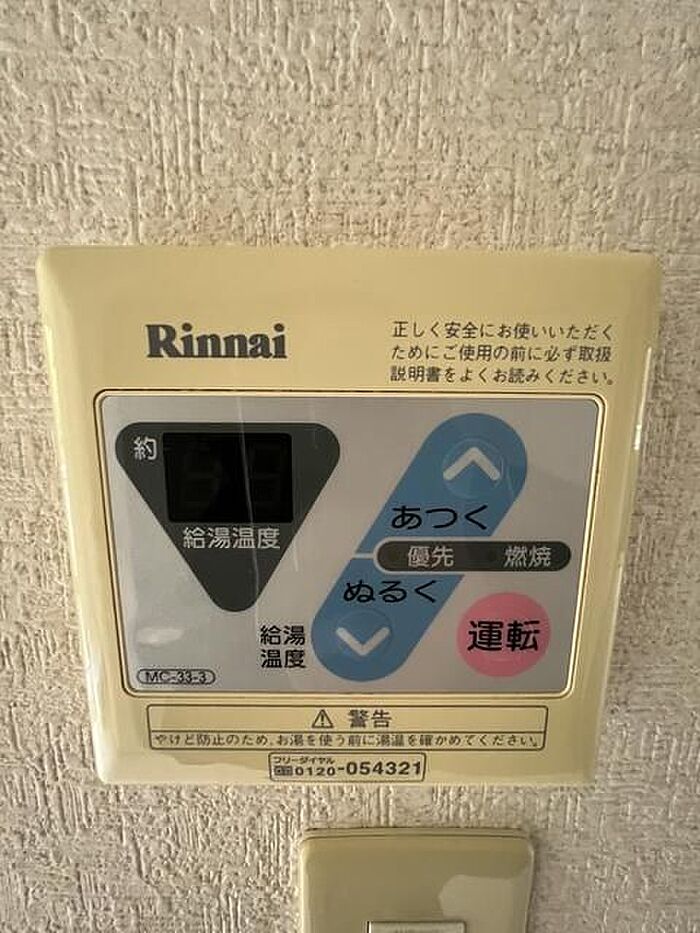 Rinnai
正しく安全にお使いいただく
ためにご使用の前に必ず取扱
説明書をよくお読みください。
約
給湯温度
あつく
優先 燃焼
ぬるく
給湯
温度
運転
MC-33-3
⚠ 警告
やけど防止のため、お湯を使う前に湯温を確かめてください。
フリーダイヤル
0120-054321